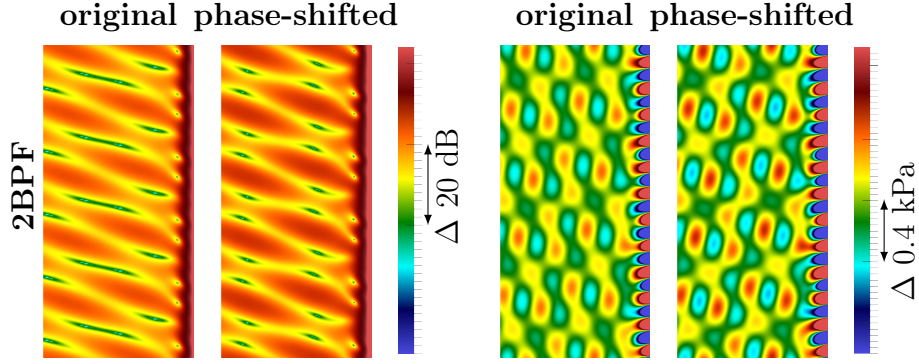 original phase-shifted
original phase-shifted
2BPF
Δ 20 dB
Δ 0.4 kPa